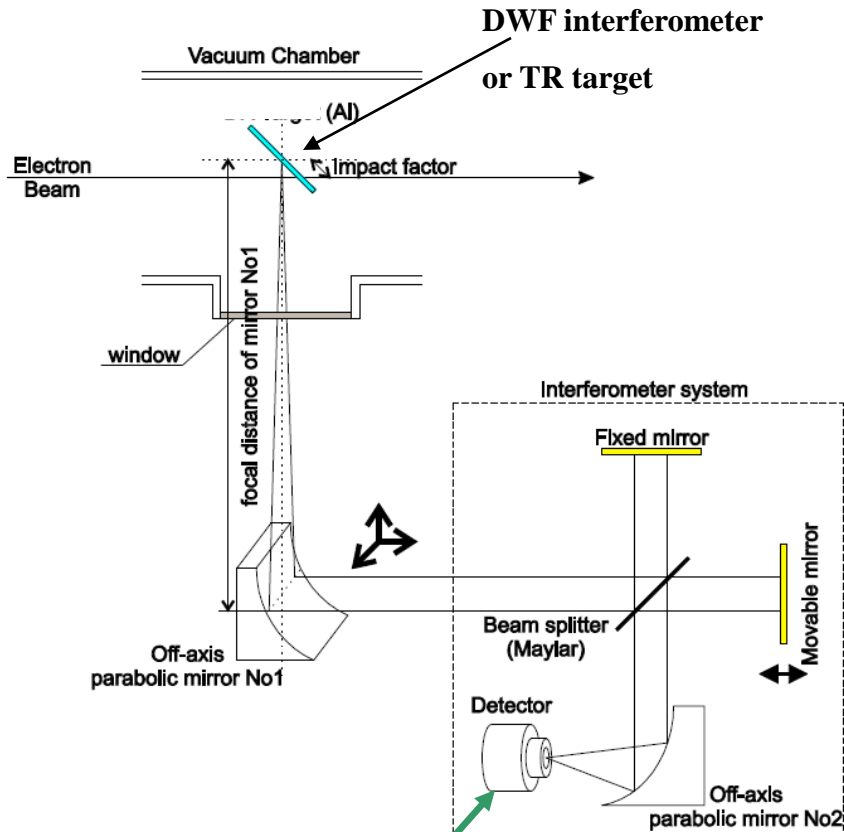 DWF interferometer
or TR target
Vacuum Chamber
(Al)
Electron
Beam
Impact factor
focal distance of mirror No1
window
Interferometer system
Fixed mirror
Movable mirror
Beam splitter
(Maylar)
Off-axis
parabolic mirror No1
Detector
Off-axis
parabolic mirror No2